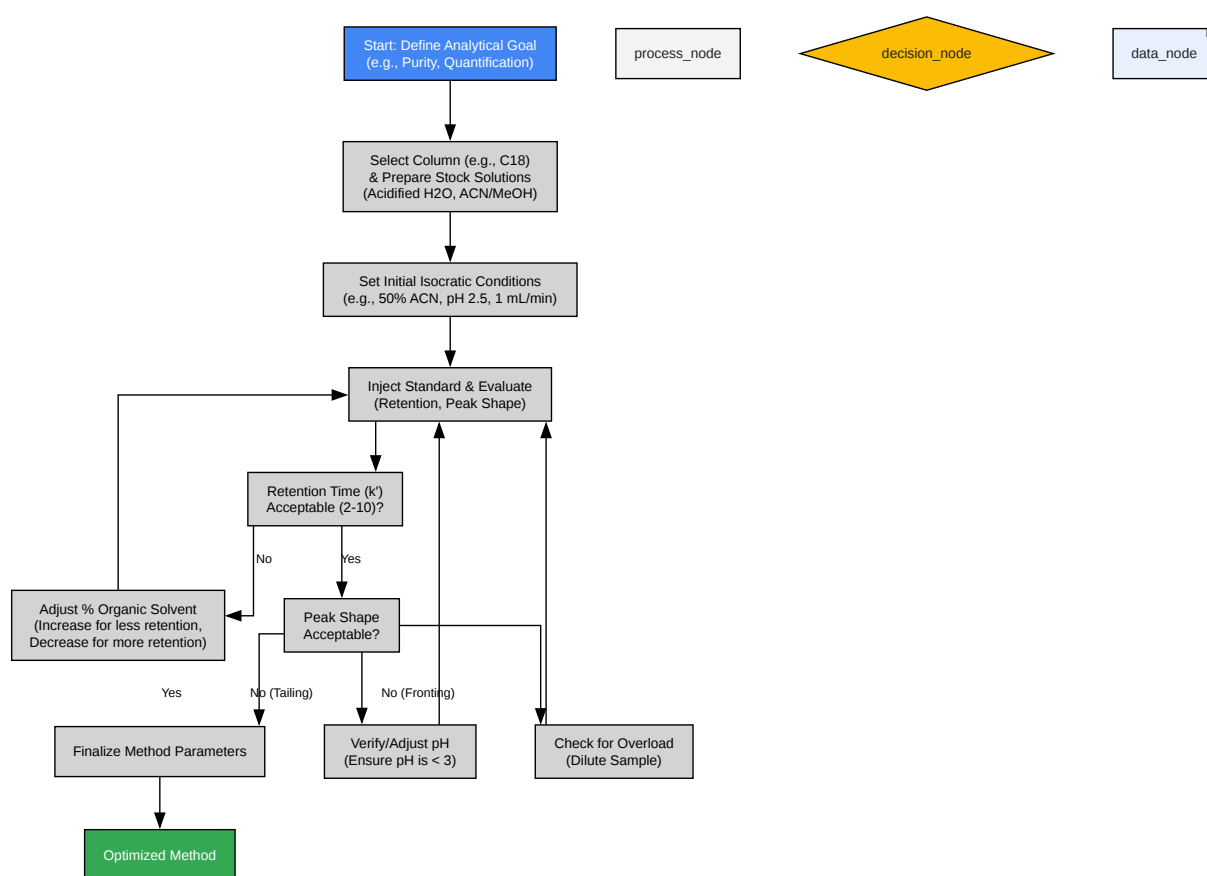 Start: Define Analytical Goal
(e.g., Purity, Quantification)
process_node
decision_node
data_node
Select Column (e.g., C18)
& Prepare Stock Solutions
(Acidified H2O, ACN/MeOH)
Set Initial Isocratic Conditions
(e.g., 50% ACN, pH 2.5, 1 mL/min)
Inject Standard & Evaluate
(Retention, Peak Shape)
Retention Time (k')
Acceptable (2-10)?
No
Yes
Adjust % Organic Solvent
(Increase for less retention,
Decrease for more retention)
Peak Shape
Acceptable?
Yes
No (Tailing)
No (Fronting)
Finalize Method Parameters
Verify/Adjust pH
(Ensure pH is < 3)
Check for Overload
(Dilute Sample)
Optimized Method